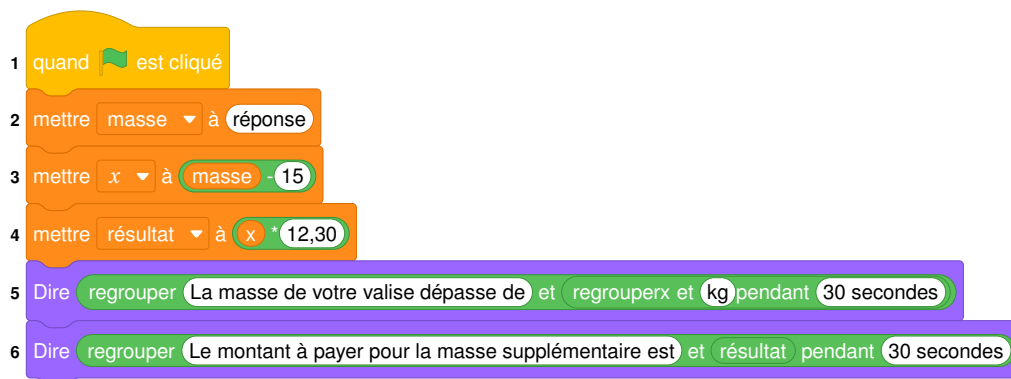 1 quand est cliqué
2 mettre masse à réponse
3 mettre x à masse - 15
4 mettre résultat à x * 12,30
5 Dire regrouper La masse de votre valise dépasse de et regrouperx et kg pendant 30 secondes
6 Dire regrouper Le montant à payer pour la masse supplémentaire est et résultat pendant 30 secondes